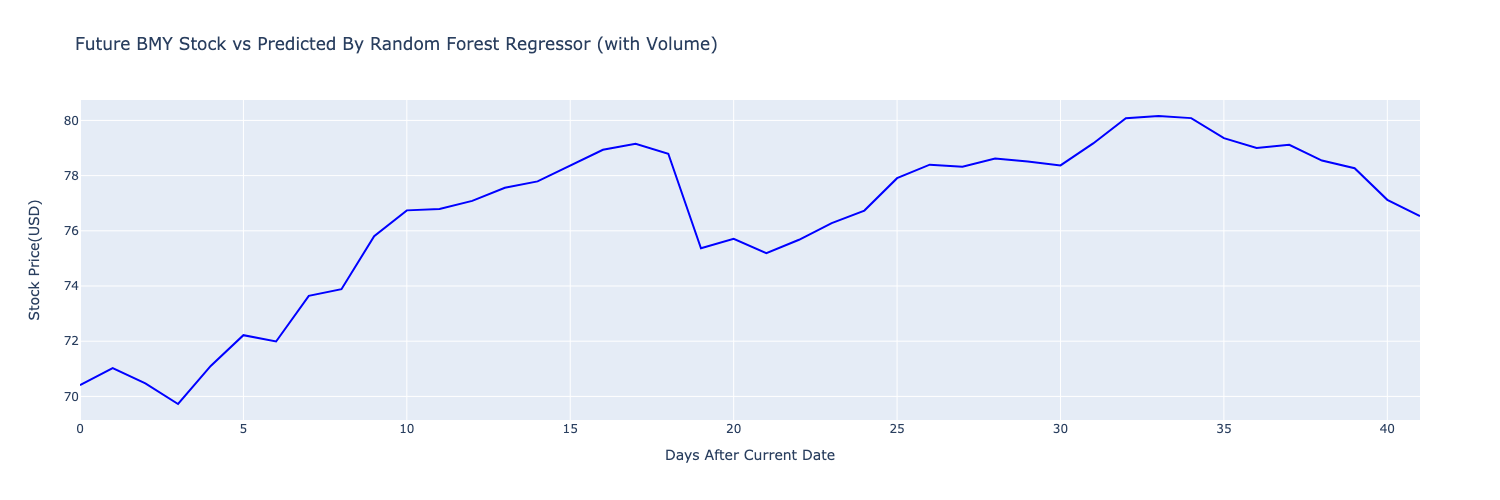 Future BMY Stock vs Predicted By Random Forest Regressor (with Volume)
80
78
76
74
72
70
Stock Price(USD)
0 5 10 15 20 25 30 35 40
Days After Current Date